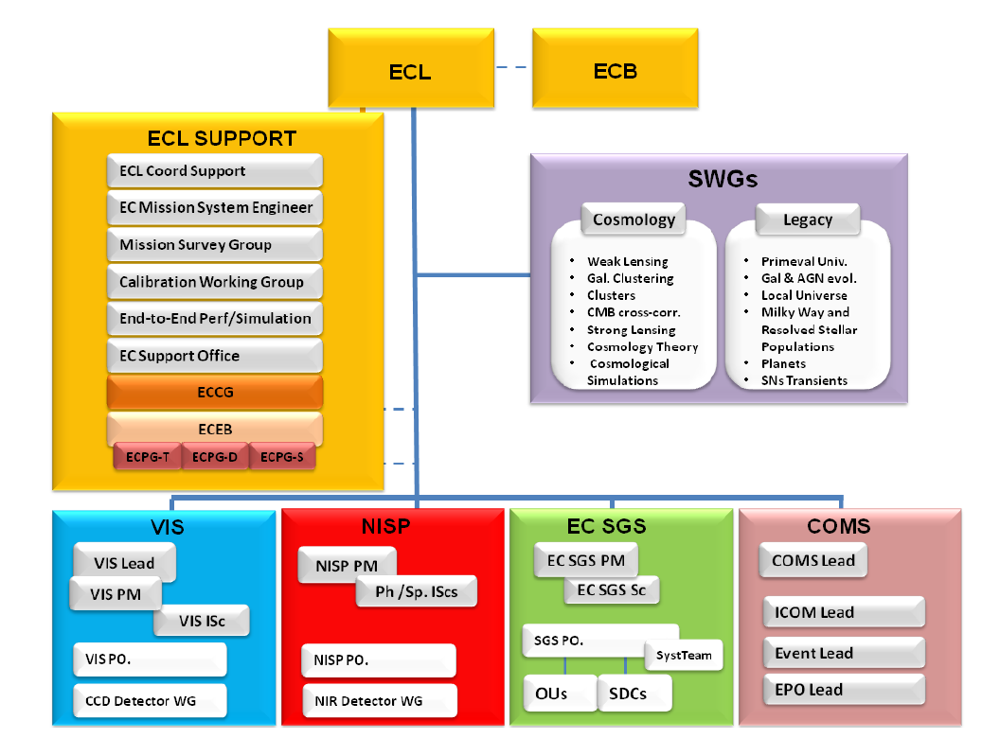 ECL
ECB
ECL SUPPORT
ECL Coord Support
EC Mission System Engineer
Mission Survey Group
Calibration Working Group
End-to-End Perf/Simulation
EC Support Office
ECCG
ECEB
ECPG-T
ECPG-D
ECPG-S
SWGs
Cosmology
• Weak Lensing
• Gal. Clustering
• Clusters
• CMB cross-corr.
• Strong Lensing
• Cosmology Theory
• Cosmological
Simulations
Legacy
• Primeval Univ.
• Gal & AGN evol.
• Local Universe
• Milky Way and
Resolved Stellar
Populations
• Planets
• SNs Transients
VIS
VIS Lead
VIS PM
VIS ISc
VIS PO.
CCD Detector WG
NISP
NISP PM
Ph /Sp. IScs
NISP PO.
NIR Detector WG
EC SGS
EC SGS PM
EC SGS Sc
SGS PO.
SystTeam
OUs
SDCs
COMS
COMS Lead
ICOM Lead
Event Lead
EPO Lead